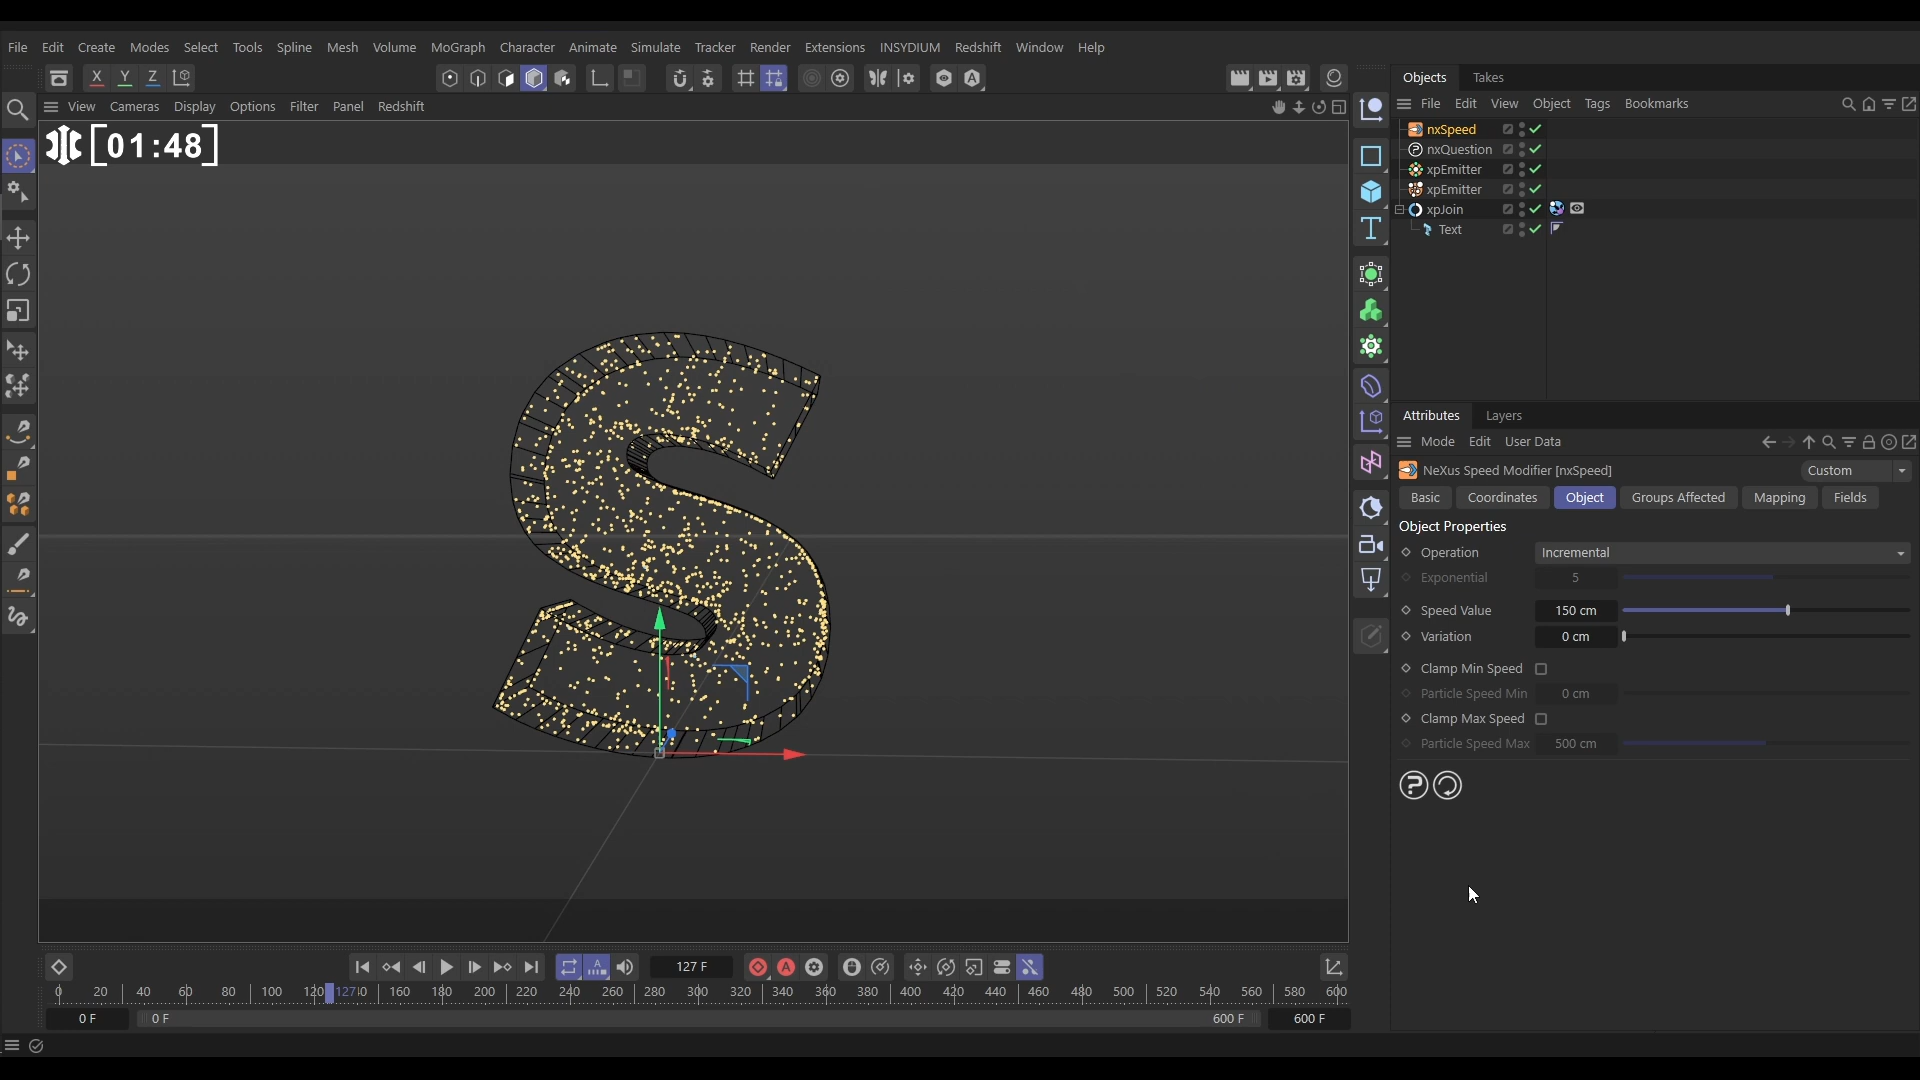 File Edit Create Modes Select Tools Spline Mesh Volume MoGraph Character Animate Simulate Tracker Render Extensions INSYDIUM Redshift Window Help
X Y Z
View Cameras Display Options Filter Panel Redshift
[01:48]
Objects Takes
File Edit View Object Tags Bookmarks
nxSpeed
nxQuestion
xpEmitter
xpEmitter
xpJoin
Text
Attributes Layers
Mode Edit User Data
NeXus Speed Modifier [nxSpeed] Custom
Basic Coordinates Object Groups Affected Mapping Fields
Object Properties
Operation Incremental
Exponential 5
Speed Value 150 cm
Variation 0 cm
Clamp Min Speed
Particle Speed Min 0 cm
Clamp Max Speed
Particle Speed Max 500 cm
127 F
0 20 40 60 80 100 120 127 160 180 200 220 240 260 280 300 320 340 360 380 400 420 440 460 480 500 520 540 560 580 600
0 F 0 F 600 F 600 F